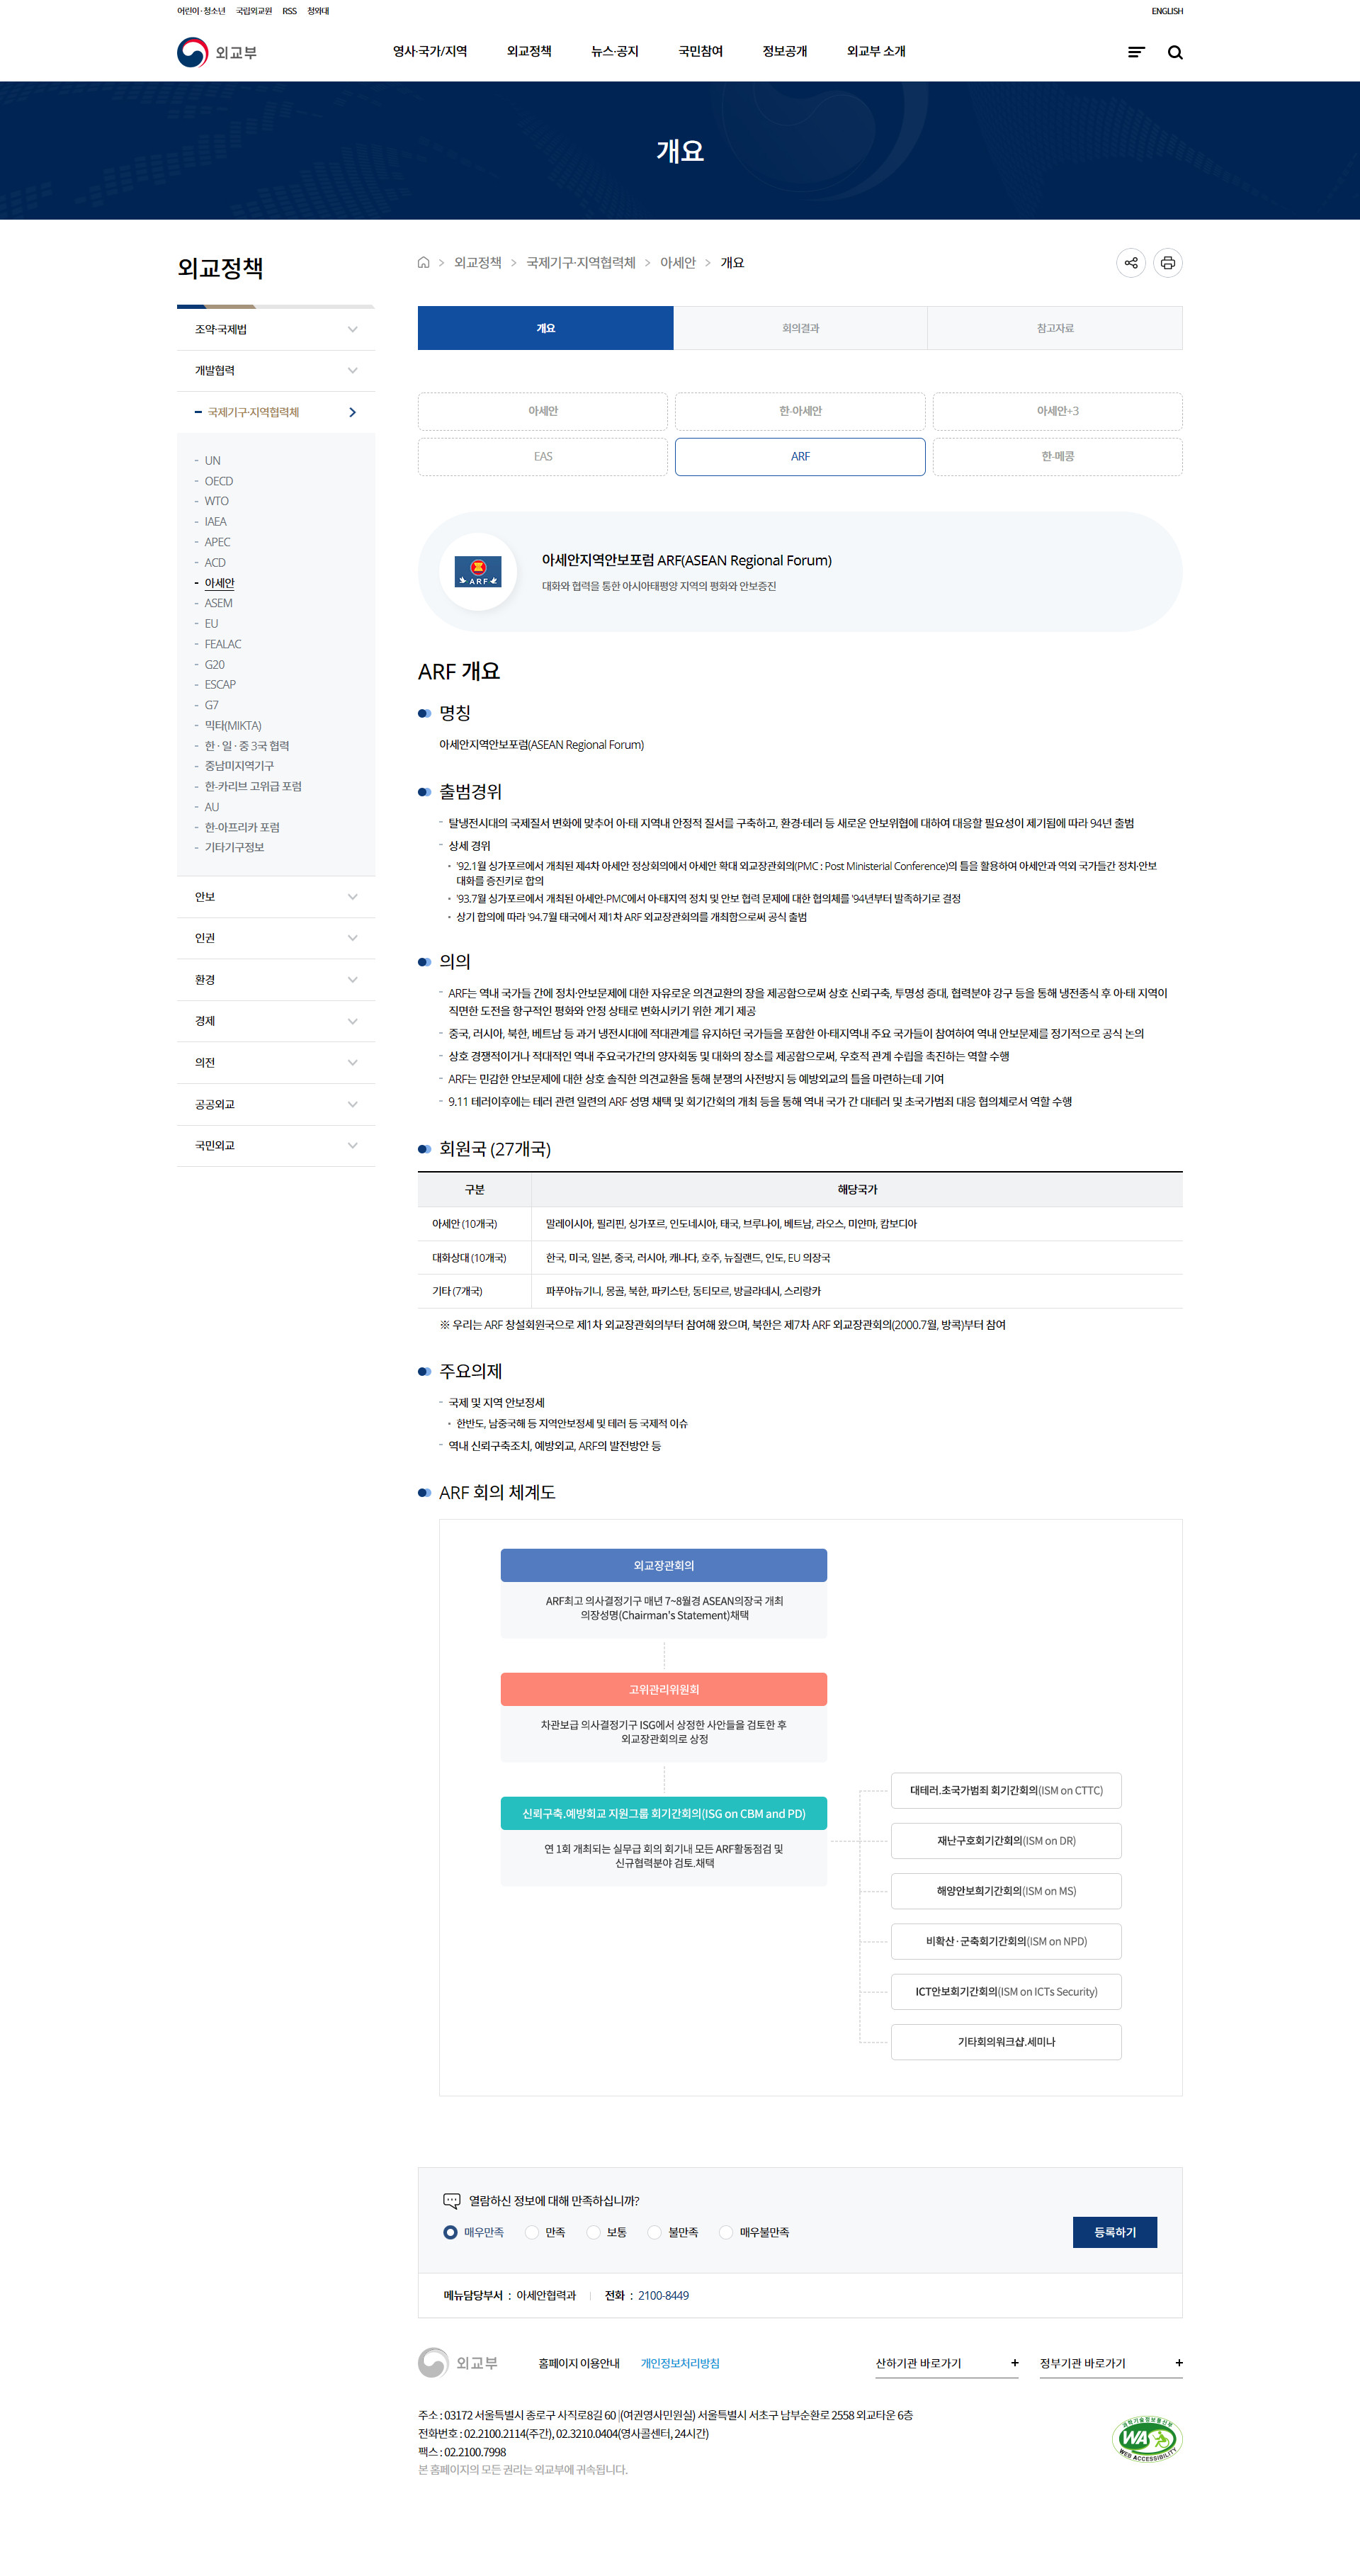 어린이·청소년 국립외교원 RSS 청와대
ENGLISH
외교부
영사·국가/지역 외교정책 뉴스·공지 국민참여 정보공개 외교부 소개
개요
외교정책
조약·국제법
개발협력
국제기구·지역협력체
UN
OECD
WTO
IAEA
APEC
ACD
아세안
ASEM
EU
FEALAC
G20
ESCAP
G7
믹타(MIKTA)
한·일·중 3국 협력
중남미지역기구
한-카리브 고위급 포럼
AU
한-아프리카 포럼
기타기구정보
안보
인권
환경
경제
의전
공공외교
국민외교
외교정책 > 국제기구·지역협력체 > 아세안 > 개요
개요 회의결과 참고자료
아세안 한-아세안 아세안+3
EAS ARF 한-메콩
ARF
아세안지역안보포럼 ARF(ASEAN Regional Forum)
대화와 협력을 통한 아시아태평양 지역의 평화와 안보증진
ARF 개요
명칭
아세안지역안보포럼(ASEAN Regional Forum)
출범경위
- 탈냉전시대의 국제질서 변화에 맞추어 아·태 지역내 안정적 질서를 구축하고, 환경·테러 등 새로운 안보위협에 대하여 대응할 필요성이 제기됨에 따라 94년 출범
- 상세 경위
'92.1월 싱가포르에서 개최된 제4차 아세안 정상회의에서 아세안 확대 외교장관회의(PMC : Post Ministerial Conference)의 틀을 활용하여 아세안과 역외 국가들간 정치·안보
대화를 증진키로 합의
'93.7월 싱가포르에서 개최된 아세안-PMC에서 아·태지역 정치 및 안보 협력 문제에 대한 협의체를 '94년부터 발족하기로 결정
상기 합의에 따라 '94.7월 태국에서 제1차 ARF 외교장관회의를 개최함으로써 공식 출범
의의
- ARF는 역내 국가들 간에 정치·안보문제에 대한 자유로운 의견교환의 장을 제공함으로써 상호 신뢰구축, 투명성 증대, 협력분야 강구 등을 통해 냉전종식 후 아·태 지역이
직면한 도전을 항구적인 평화와 안정 상태로 변화시키기 위한 계기 제공
- 중국, 러시아, 북한, 베트남 등 과거 냉전시대에 적대관계를 유지하던 국가들을 포함한 아·태지역내 주요 국가들이 참여하여 역내 안보문제를 정기적으로 공식 논의
- 상호 경쟁적이거나 적대적인 역내 주요국가간의 양자회동 및 대화의 장소를 제공함으로써, 우호적 관계 수립을 촉진하는 역할 수행
- ARF는 민감한 안보문제에 대한 상호 솔직한 의견교환을 통해 분쟁의 사전방지 등 예방외교의 틀을 마련하는데 기여
- 9.11 테러이후에는 테러 관련 일련의 ARF 성명 채택 및 회기간회의 개최 등을 통해 역내 국가 간 대테러 및 초국가범죄 대응 협의체로서 역할 수행
회원국 (27개국)
구분 해당국가
아세안 (10개국) 말레이시아, 필리핀, 싱가포르, 인도네시아, 태국, 브루나이, 베트남, 라오스, 미얀마, 캄보디아
대화상대 (10개국) 한국, 미국, 일본, 중국, 러시아, 캐나다, 호주, 뉴질랜드, 인도, EU 의장국
기타 (7개국) 파푸아뉴기니, 몽골, 북한, 파키스탄, 동티모르, 방글라데시, 스리랑카
※ 우리는 ARF 창설회원국으로 제1차 외교장관회의부터 참여해 왔으며, 북한은 제7차 ARF 외교장관회의(2000.7월, 방콕)부터 참여
주요의제
- 국제 및 지역 안보정세
한반도, 남중국해 등 지역안보정세 및 테러 등 국제적 이슈
- 역내 신뢰구축조치, 예방외교, ARF의 발전방안 등
ARF 회의 체계도
외교장관회의
ARF최고 의사결정기구 매년 7~8월경 ASEAN의장국 개최
의장성명(Chairman's Statement)채택
고위관리위원회
차관보급 의사결정기구 ISG에서 상정한 사안들을 검토한 후
외교장관회의로 상정
신뢰구축.예방회교 지원그룹 회기간회의(ISG on CBM and PD)
연 1회 개최되는 실무급 회의 회기내 모든 ARF활동점검 및
신규협력분야 검토.채택
대테러.초국가범죄 회기간회의(ISM on CTTC)
재난구호회기간회의(ISM on DR)
해양안보회기간회의(ISM on MS)
비확산·군축회기간회의(ISM on NPD)
ICT안보회기간회의(ISM on ICTs Security)
기타회의워크샵.세미나
열람하신 정보에 대해 만족하십니까?
매우만족 만족 보통 불만족 매우불만족
등록하기
메뉴담당부서 : 아세안협력과 전화 : 2100-8449
외교부
홈페이지 이용안내 개인정보처리방침
산하기관 바로가기 +
정부기관 바로가기 +
주소 : 03172 서울특별시 종로구 사직로8길 60 |(여권영사민원실) 서울특별시 서초구 남부순환로 2558 외교타운 6층
전화번호 : 02.2100.2114(주간), 02.3210.0404(영사콜센터, 24시간)
팩스 : 02.2100.7998
본 홈페이지의 모든 권리는 외교부에 귀속됩니다.
과학기술정보통신부
WA
WEB ACCESSIBILITY